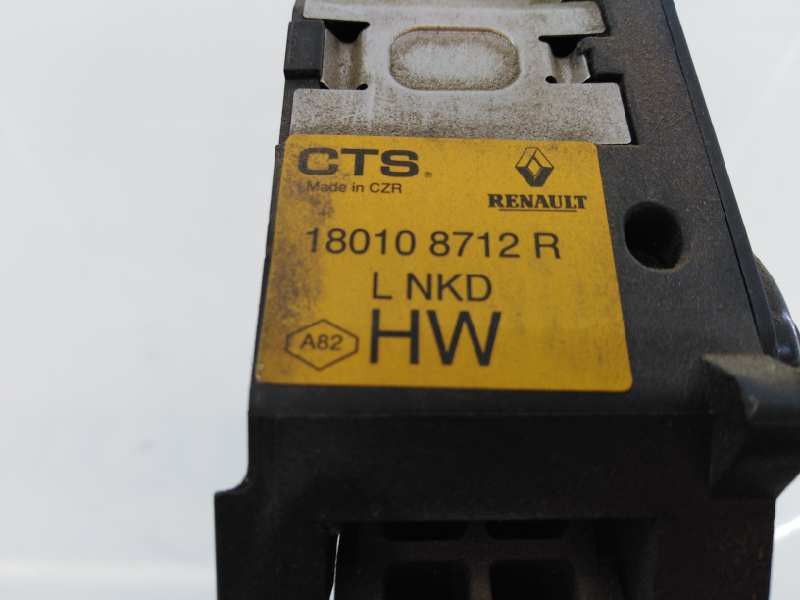 CTS®
Made in CZR
RENAULT
18010 8712 R
L NKD
A82
HW